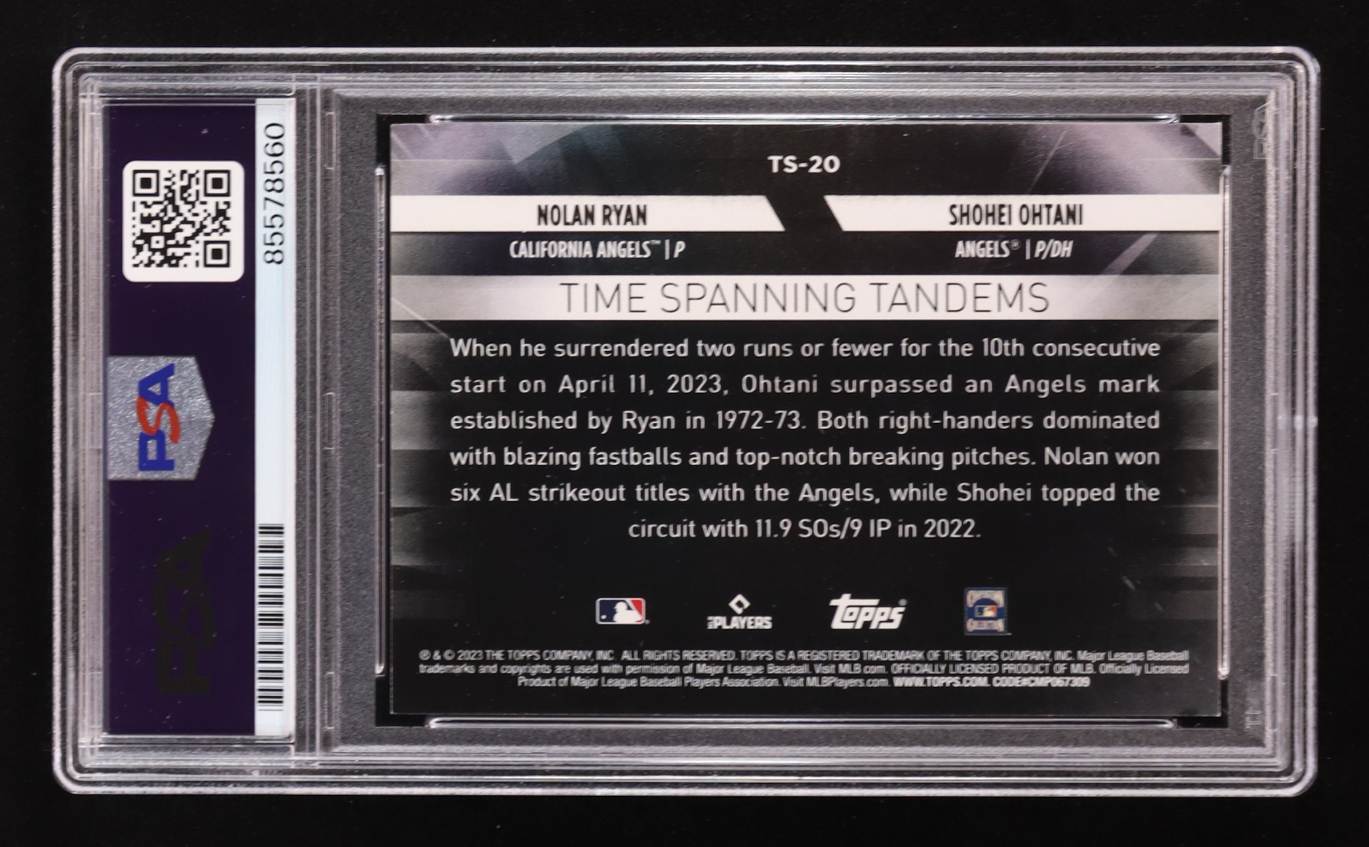 85578560
PSA
PSA
TS-20
NOLAN RYAN
SHOHEI OHTANI
CALIFORNIA ANGELS™ | P
ANGELS® | P/DH
TIME SPANNING TANDEMS
When he surrendered two runs or fewer for the 10th consecutive
start on April 11, 2023, Ohtani surpassed an Angels mark
established by Ryan in 1972-73. Both right-handers dominated
with blazing fastballs and top-notch breaking pitches. Nolan won
six AL strikeout titles with the Angels, while Shohei topped the
circuit with 11.9 SOs/9 IP in 2022.
PLAYERS
topps®
® & © 2023 THE TOPPS COMPANY, INC. ALL RIGHTS RESERVED. TOPPS IS A REGISTERED TRADEMARK OF THE TOPPS COMPANY, INC. Major League Baseball
trademarks and copyrights are used with permission of Major League Baseball. Visit MLB.com. OFFICIALLY LICENSED PRODUCT OF MLB. Officially Licensed
Product of Major League Baseball Players Association. Visit MLBPlayers.com. WWW.TOPPS.COM. CODE#CMP067309